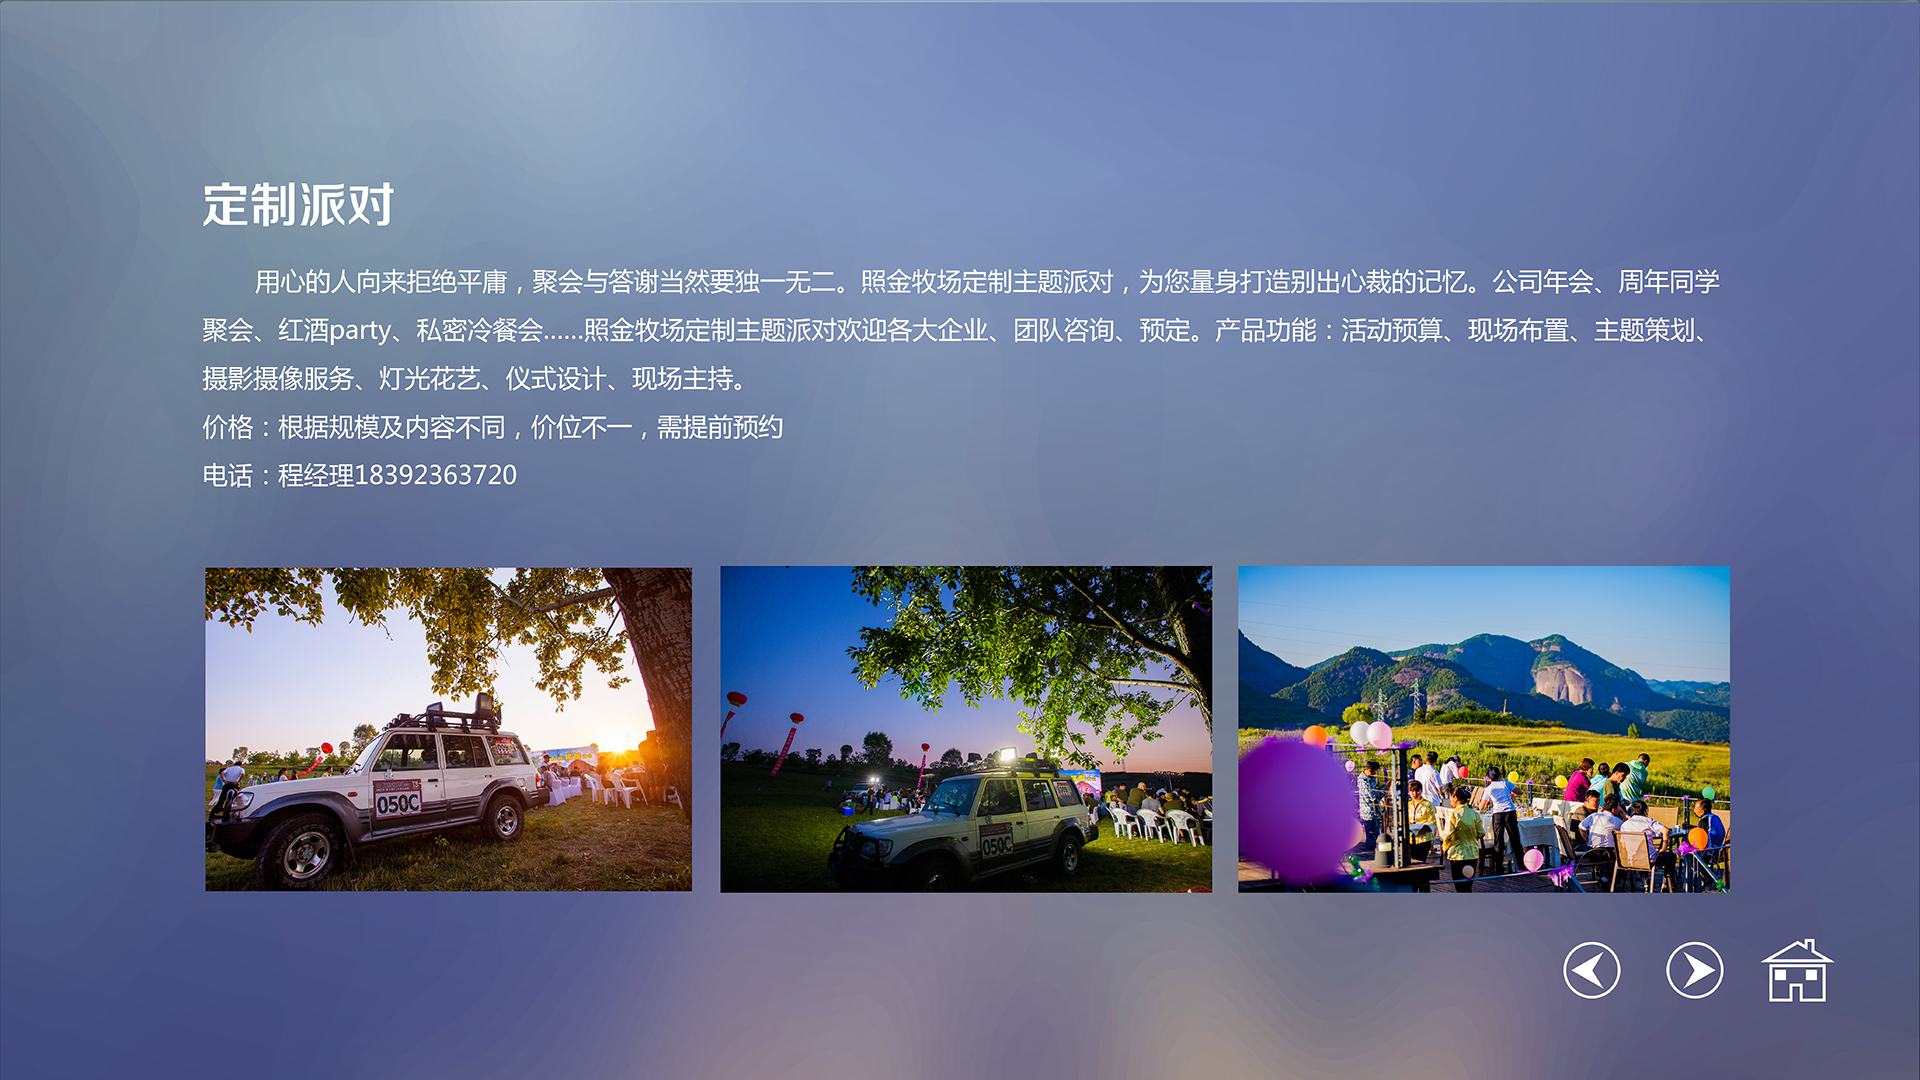 定制派对
用心的人向来拒绝平庸，聚会与答谢当然要独一无二。照金牧场定制主题派对，为您量身打造别出心裁的记忆。公司年会、周年同学
聚会、红酒party、私密冷餐会......照金牧场定制主题派对欢迎各大企业、团队咨询、预定。产品功能：活动预算、现场布置、主题策划、
摄影摄像服务、灯光花艺、仪式设计、现场主持。
价格：根据规模及内容不同，价位不一，需提前预约
电话：程经理18392363720
050C
050C